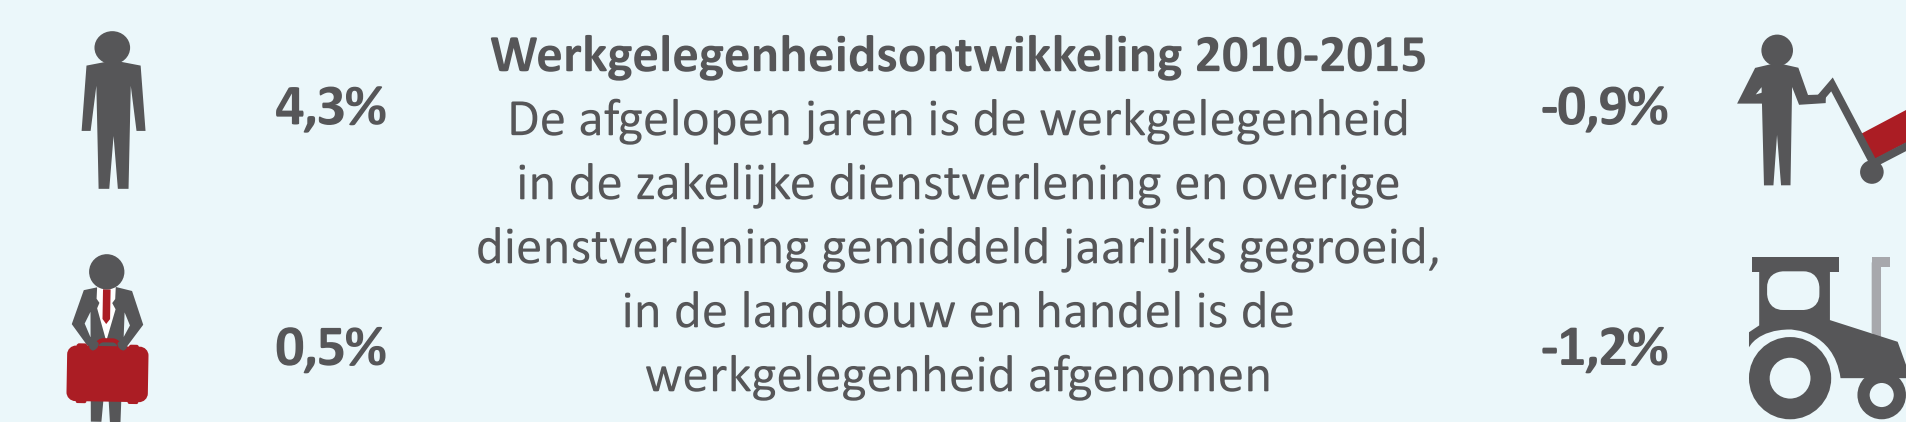 4,3%
0,5%
Werkgelegenheidsontwikkeling 2010-2015
De afgelopen jaren is de werkgelegenheid
in de zakelijke dienstverlening en overige
dienstverlening gemiddeld jaarlijks gegroeid,
in de landbouw en handel is de
werkgelegenheid afgenomen
-0,9%
-1,2%